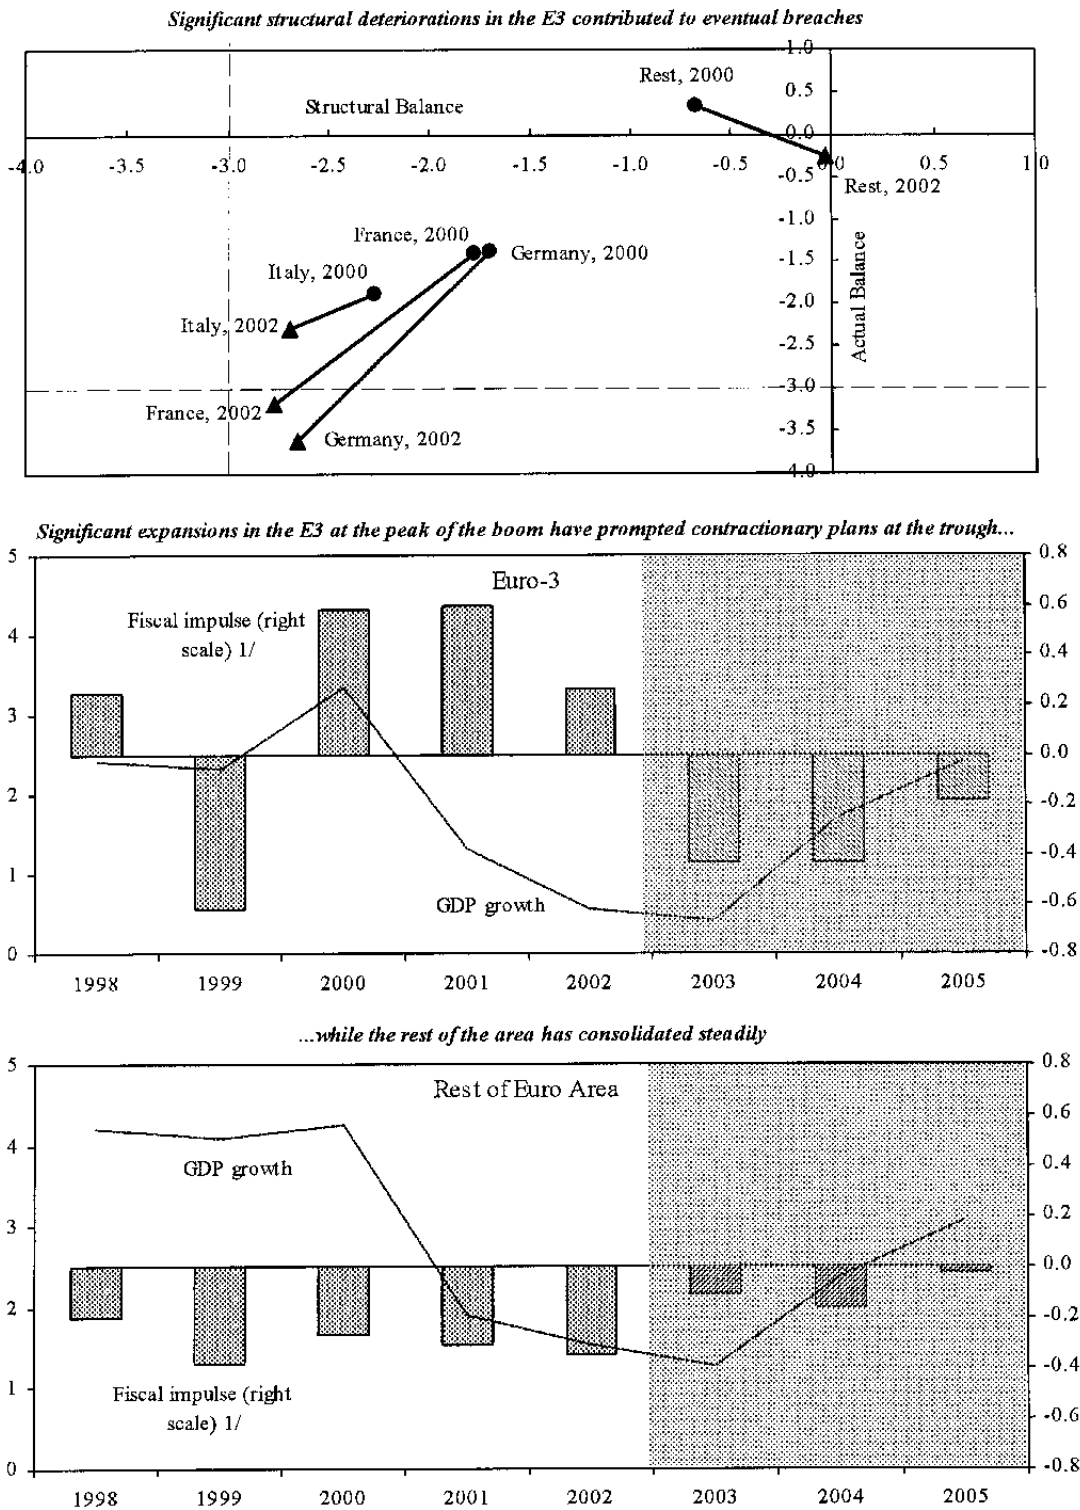 Significant structural deteriorations in the E3 contributed to eventual breaches
1.0
Rest, 2000
0.5
Structural Balance
0.0
-4.0 -3.5 -3.0 -2.5 -2.0 -1.5 -1.0 -0.5 0.0 0.5 1.0
-0.5
Rest, 2002
-1.0
France, 2000
Germany, 2000
-1.5
Italy, 2000
Actual Balance
-2.0
Italy, 2002
-2.5
-3.0
France, 2002
-3.5
Germany, 2002
-4.0
Significant expansions in the E3 at the peak of the boom have prompted contractionary plans at the trough...
5 0.8
Euro-3
Fiscal impulse (right
scale) 1/
0.6
4
0.4
3
0.2
0.0
2
-0.2
-0.4
1
GDP growth
-0.6
0 -0.8
1998 1999 2000 2001 2002 2003 2004 2005
...while the rest of the area has consolidated steadily
5 0.8
Rest of Euro Area
0.6
4
GDP growth
0.4
3
0.2
0.0
2
-0.2
-0.4
1
Fiscal impulse (right
scale) 1/
-0.6
0 -0.8
1998 1999 2000 2001 2002 2003 2004 2005